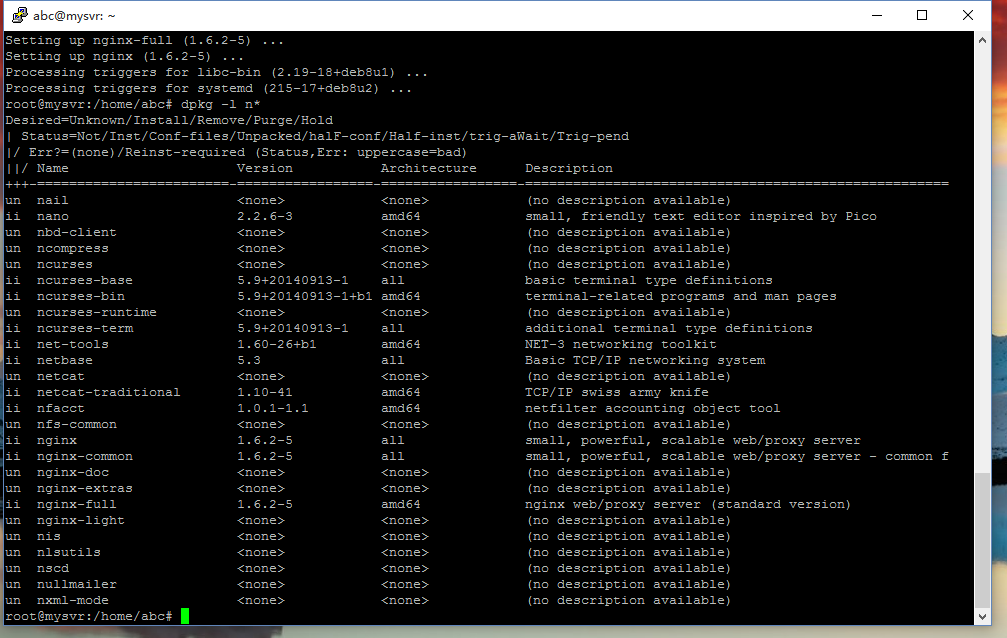 abc@mysvr: ~
Setting up nginx-full (1.6.2-5) ...
Setting up nginx (1.6.2-5) ...
Processing triggers for libc-bin (2.19-18+deb8u1) ...
Processing triggers for systemd (215-17+deb8u2) ...
root@mysvr:/home/abc# dpkg -l n*
Desired=Unknown/Install/Remove/Purge/Hold
| Status=Not/Inst/Conf-files/Unpacked/halF-conf/Half-inst/trig-aWait/Trig-pend
|/ Err?=(none)/Reinst-required (Status,Err: uppercase=bad)
||/ Name                     Version           Architecture      Description
+++-========================-=================-=================-=====================================================
un  nail                     <none>            <none>            (no description available)
ii  nano                     2.2.6-3           amd64             small, friendly text editor inspired by Pico
un  nbd-client               <none>            <none>            (no description available)
un  ncompress                <none>            <none>            (no description available)
un  ncurses                  <none>            <none>            (no description available)
ii  ncurses-base             5.9+20140913-1    all               basic terminal type definitions
ii  ncurses-bin              5.9+20140913-1+b1 amd64             terminal-related programs and man pages
un  ncurses-runtime          <none>            <none>            (no description available)
ii  ncurses-term             5.9+20140913-1    all               additional terminal type definitions
ii  net-tools                1.60-26+b1        amd64             NET-3 networking toolkit
ii  netbase                  5.3               all               Basic TCP/IP networking system
un  netcat                   <none>            <none>            (no description available)
ii  netcat-traditional       1.10-41           amd64             TCP/IP swiss army knife
ii  nfacct                   1.0.1-1.1         amd64             netfilter accounting object tool
un  nfs-common               <none>            <none>            (no description available)
ii  nginx                    1.6.2-5           all               small, powerful, scalable web/proxy server
ii  nginx-common             1.6.2-5           all               small, powerful, scalable web/proxy server - common f
un  nginx-doc                <none>            <none>            (no description available)
un  nginx-extras             <none>            <none>            (no description available)
ii  nginx-full               1.6.2-5           amd64             nginx web/proxy server (standard version)
un  nginx-light              <none>            <none>            (no description available)
un  nis                      <none>            <none>            (no description available)
un  nlsutils                 <none>            <none>            (no description available)
un  nscd                     <none>            <none>            (no description available)
un  nullmailer               <none>            <none>            (no description available)
un  nxml-mode                <none>            <none>            (no description available)
root@mysvr:/home/abc#